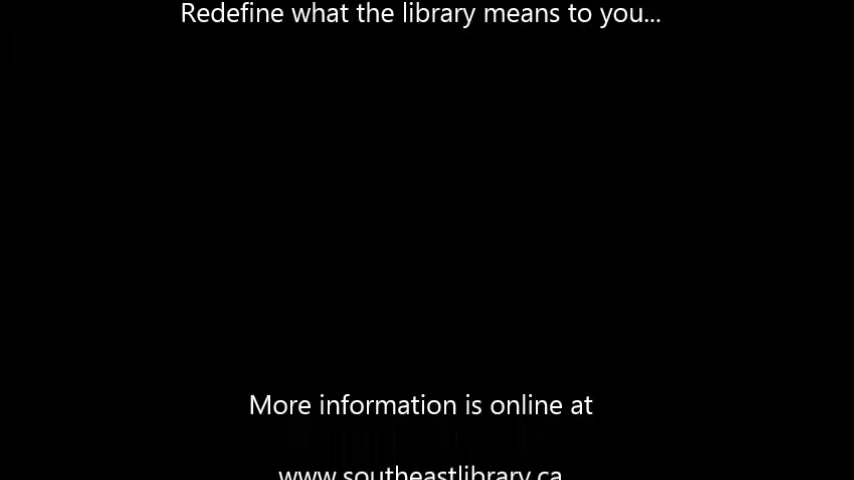 Redefine what the library means to you...
More information is online at
www.southeastlibrary.ca